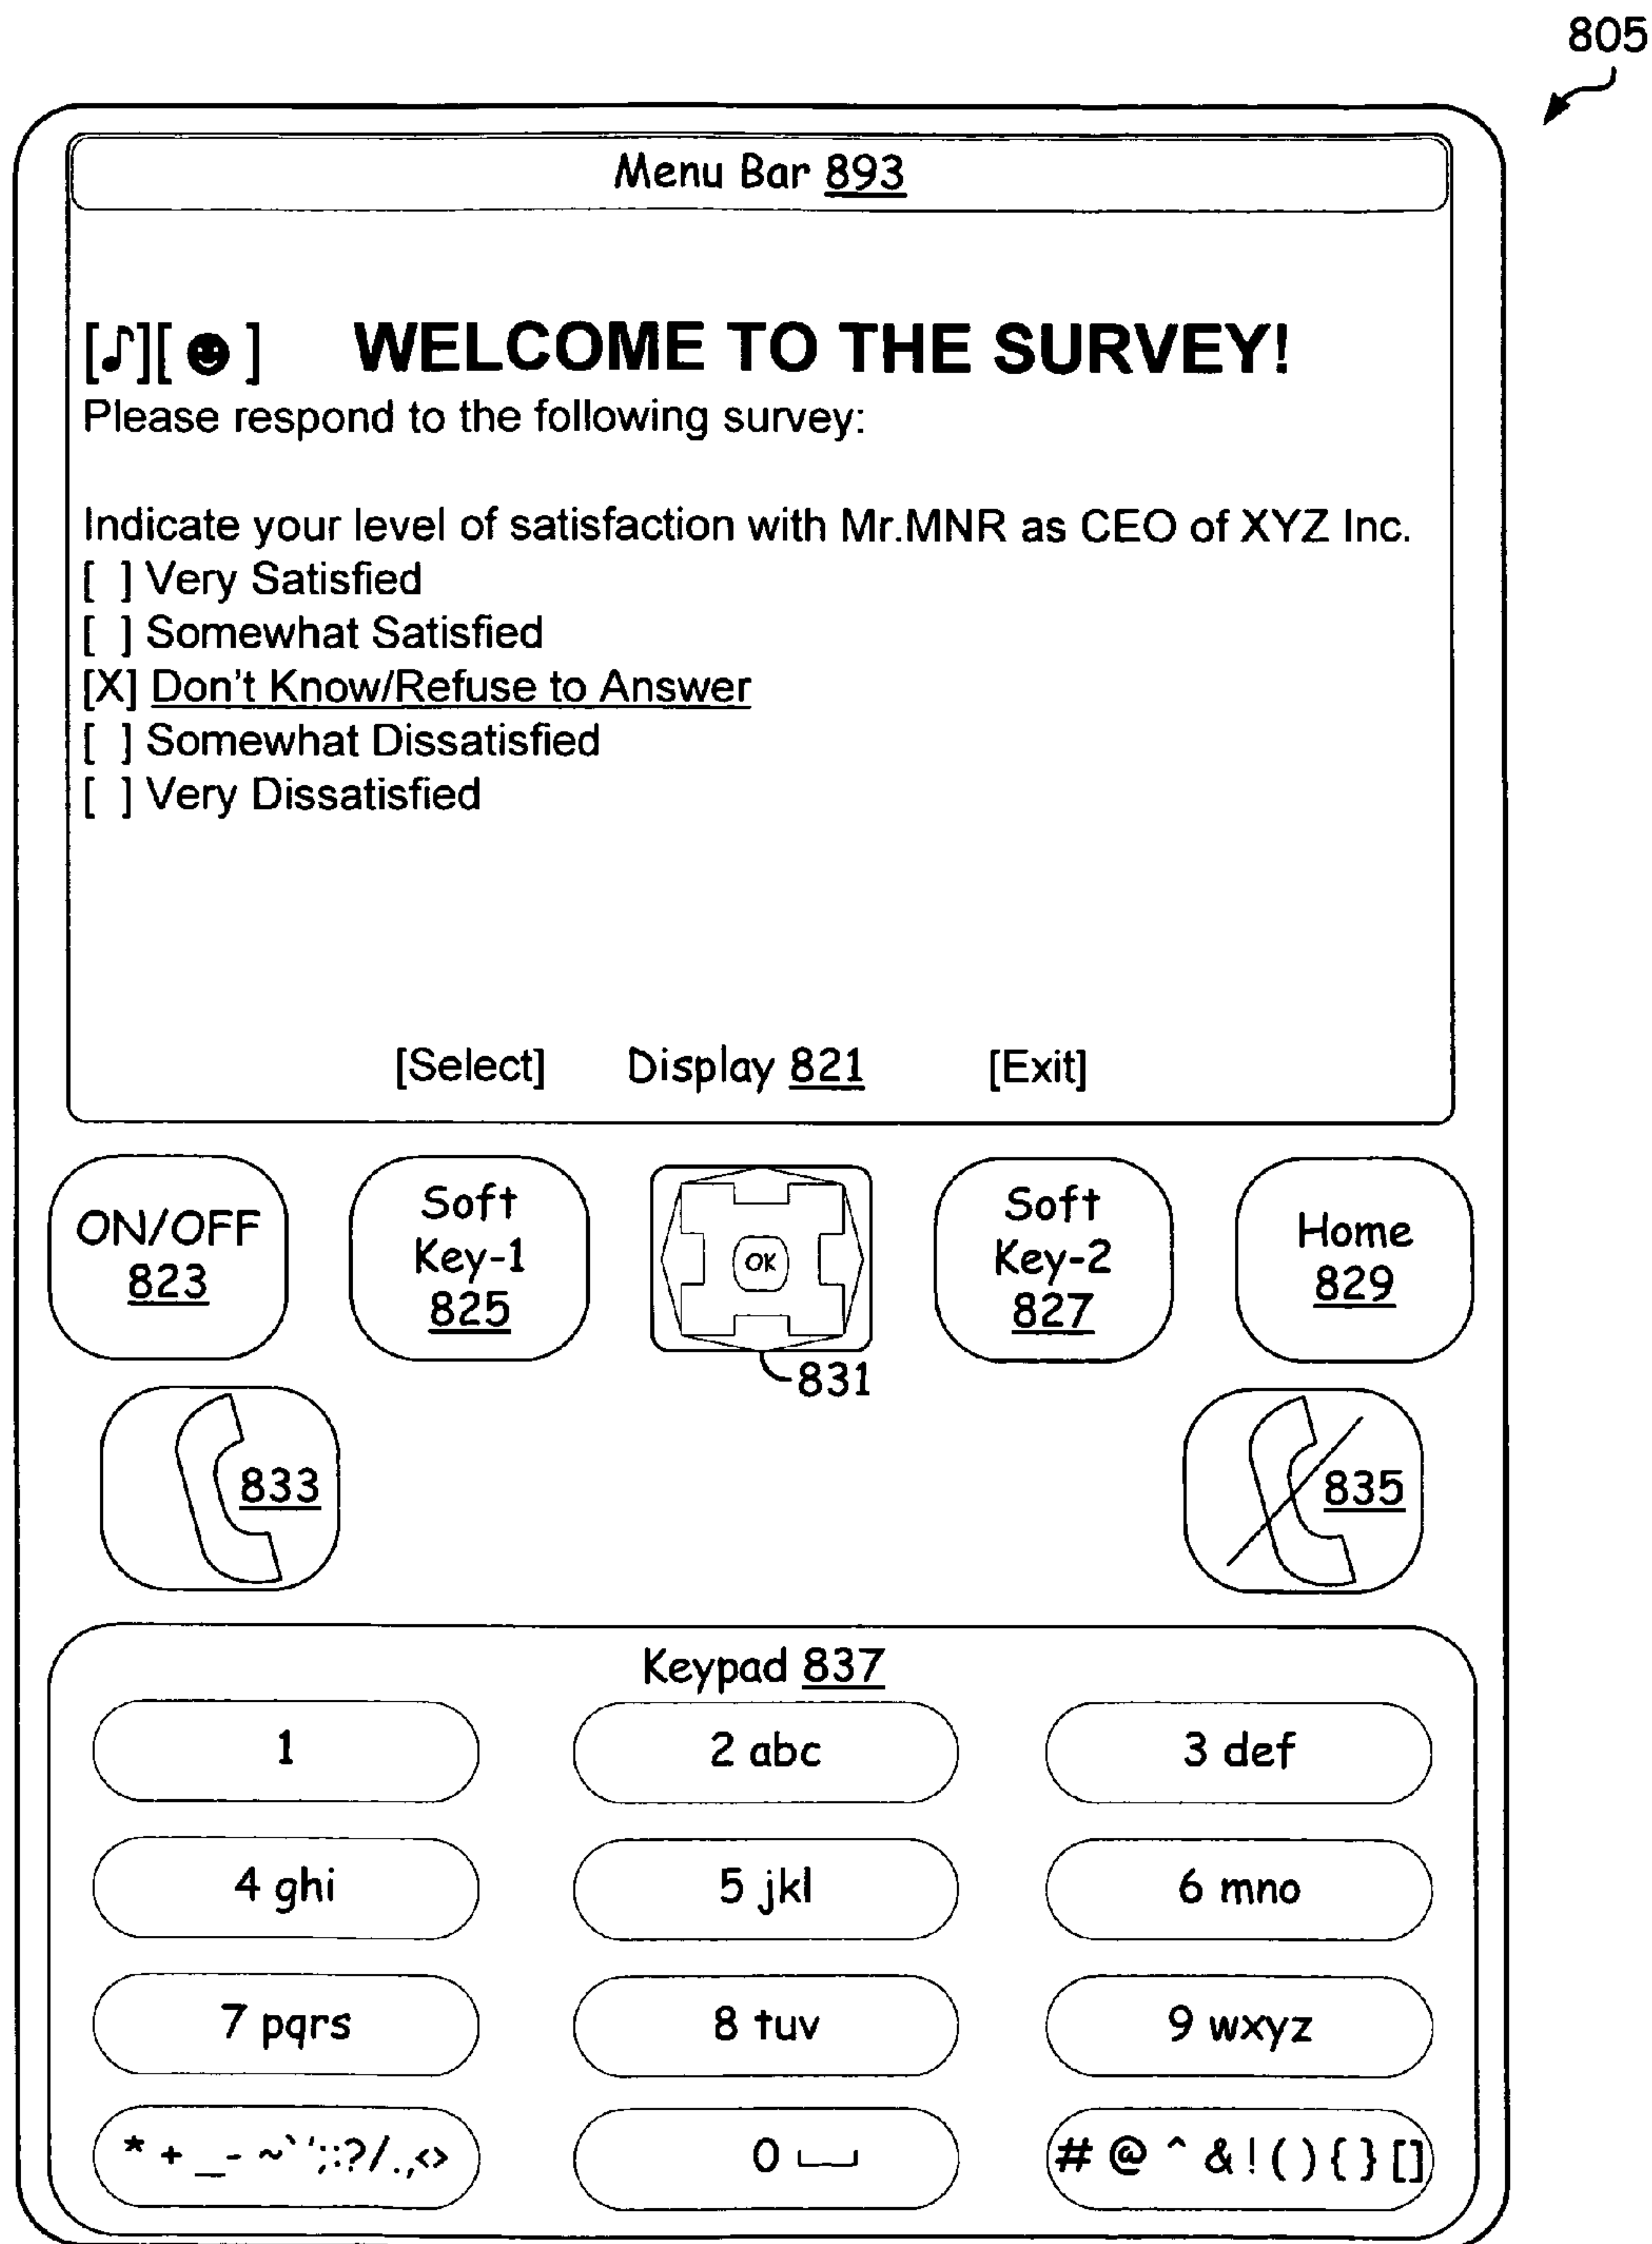 805
Menu Bar 893
[♪][☻] WELCOME TO THE SURVEY!
Please respond to the following survey:
Indicate your level of satisfaction with Mr.MNR as CEO of XYZ Inc.
[ ] Very Satisfied
[ ] Somewhat Satisfied
[X] Don't Know/Refuse to Answer
[ ] Somewhat Dissatisfied
[ ] Very Dissatisfied
[Select] Display 821 [Exit]
ON/OFF
823
Soft
Key-1
825
OK
831
Soft
Key-2
827
Home
829
833
835
Keypad 837
1
2 abc
3 def
4 ghi
5 jkl
6 mno
7 pqrs
8 tuv
9 wxyz
* + _- ~` ';:?/.,<>
0 ⌴
# @ ^ & ! ( ) { } []